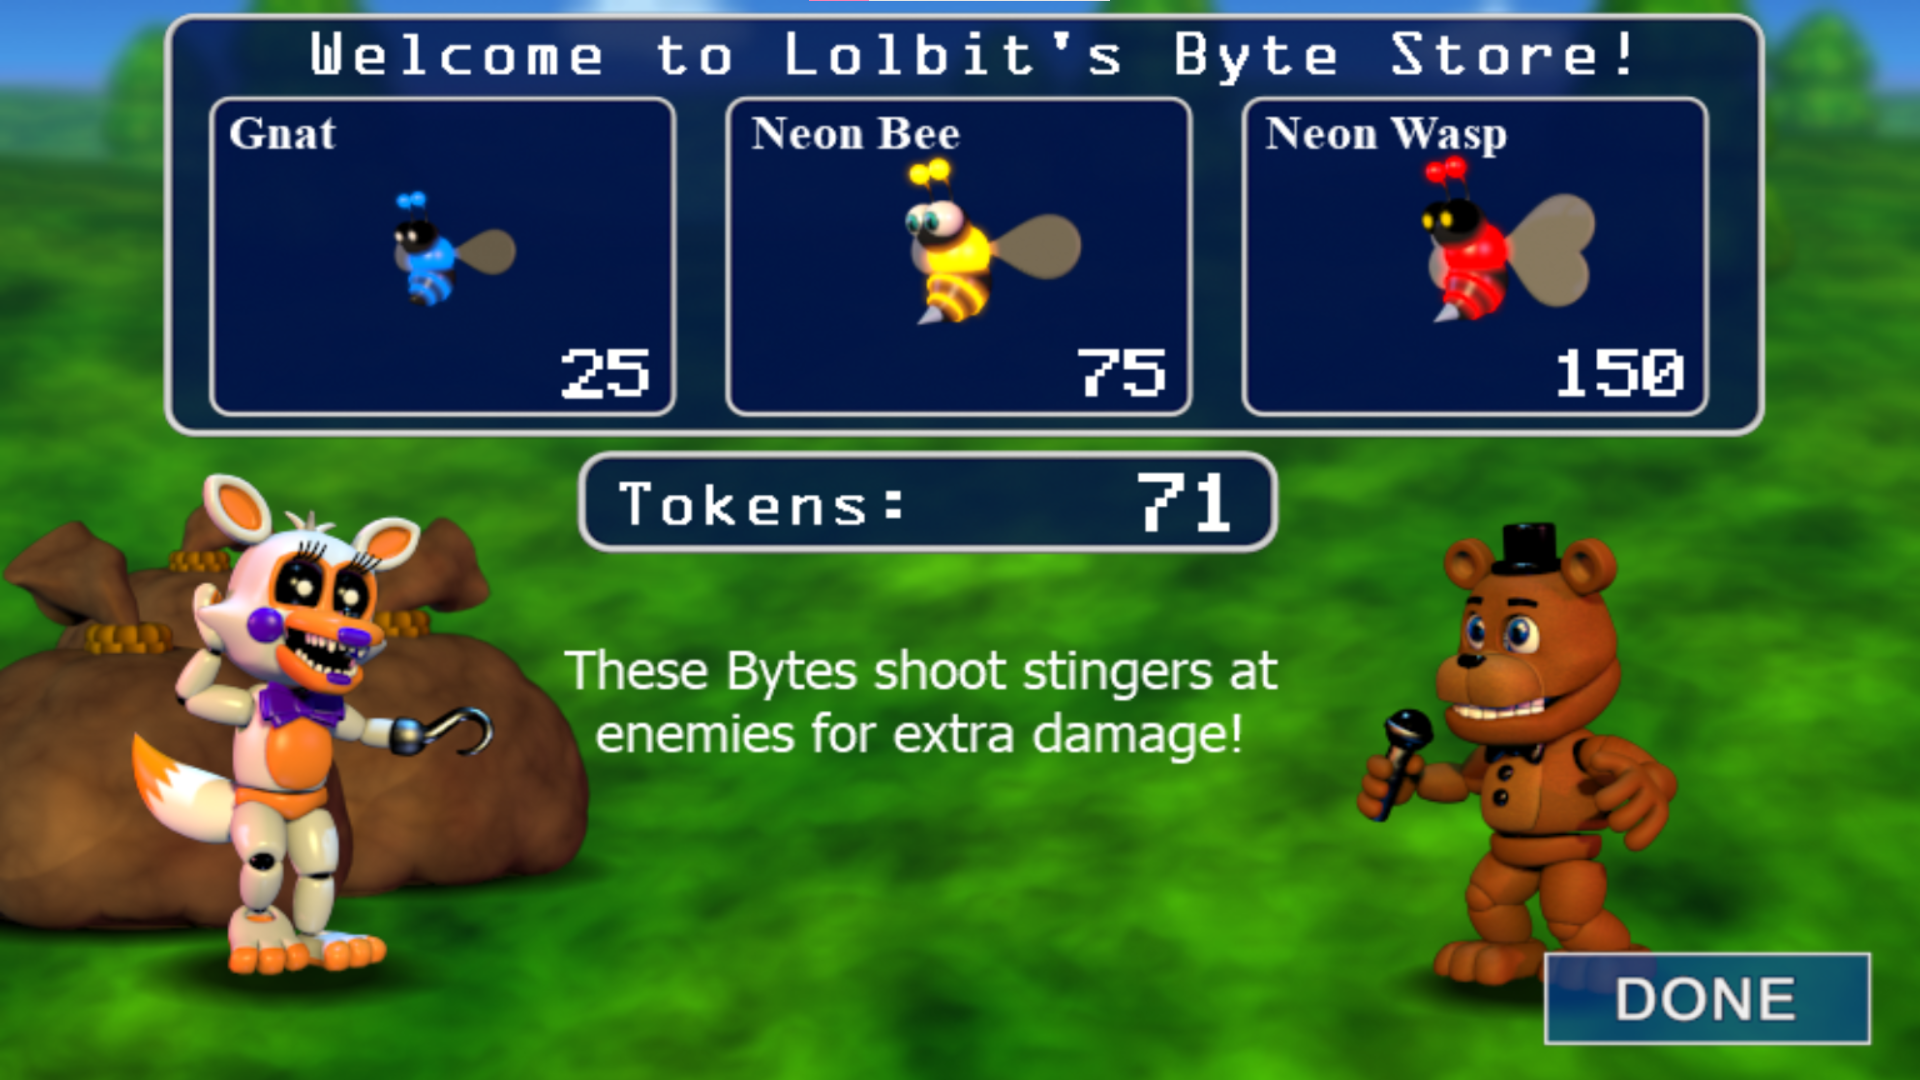 Welcome to Lolbit's Byte Store!
Gnat
Neon Bee
Neon Wasp
25
75
150
Tokens: 71
These Bytes shoot stingers at
enemies for extra damage!
DONE